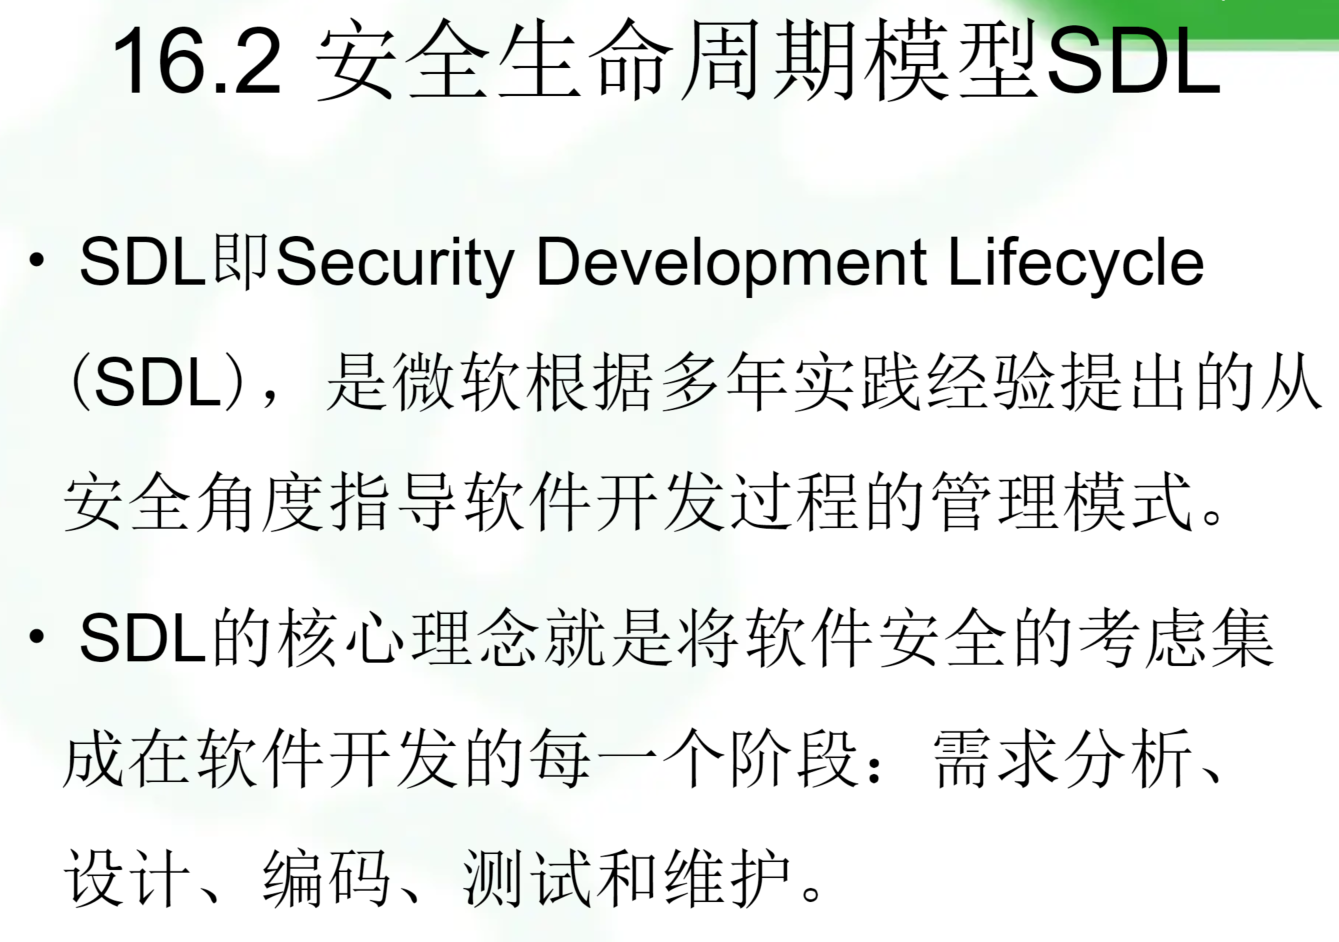 16.2 安全生命周期模型SDL
• SDL即Security Development Lifecycle
(SDL)，是微软根据多年实践经验提出的从
安全角度指导软件开发过程的管理模式。
• SDL的核心理念就是将软件安全的考虑集
成在软件开发的每一个阶段：需求分析、
设计、编码、测试和维护。